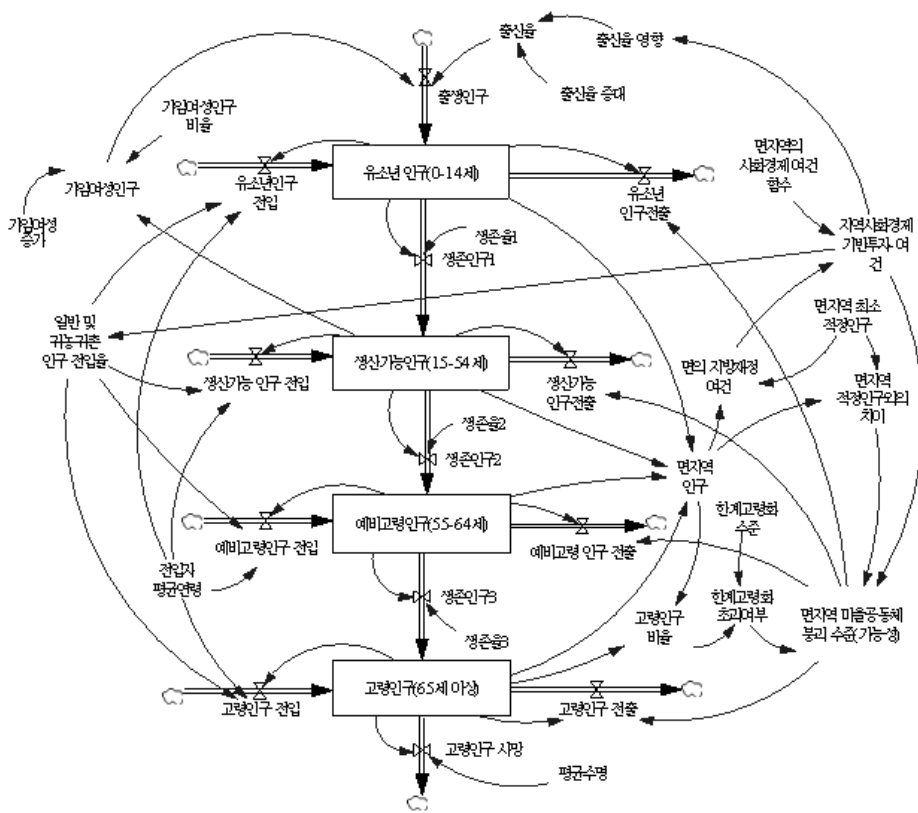 출산율
출산율 영향
출생인구
출산율 증대
가임여성인구
비율
가임여성인구
가임여성
증가
유소년인구
전입
유소년 인구(0-14세)
유소년
인구전출
면지역의
사회경제 여건
함수
지역사회경제
기반투자 여
건
생존율1
생존인구1
일반 및
귀농귀촌
인구 전입율
면지역 최소
적정인구
생산가능 인구 전입
생산가능인구(15-54세)
생산가능
인구전출
면의 지방재정
여건
면지역
적정인구와의
차이
생존율2
생존인구2
면지역
인구
예비고령인구 전입
예비고령인구(55-64세)
예비고령 인구 전출
한계고령화
수준
전입자
평균연령
생존인구3
생존율3
고령인구
비율
한계고령화
초과여부
면지역 마을공동체
붕괴 수준(가능성)
고령인구 전입
고령인구(65세 이상)
고령인구 전출
고령인구 사망
평균수명